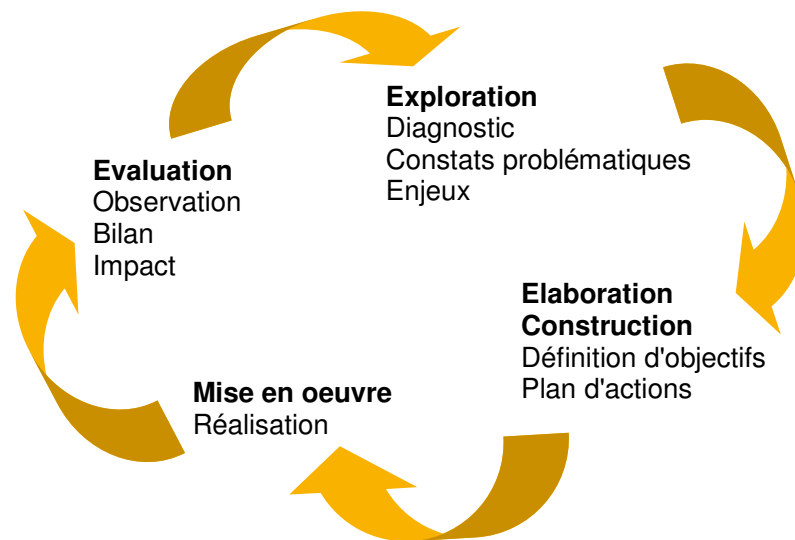 Exploration
Diagnostic
Constats problématiques
Enjeux
Elaboration
Construction
Définition d'objectifs
Plan d'actions
Mise en oeuvre
Réalisation
Evaluation
Observation
Bilan
Impact